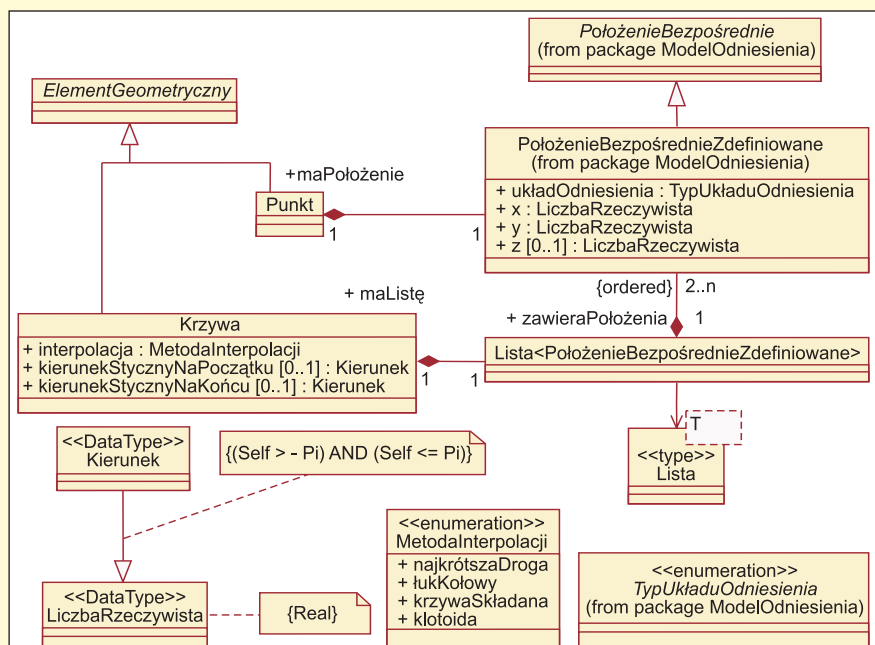 PołożenieBezpośrednie
(from package ModelOdniesienia)
ElementGeometryczny
PołożenieBezpośrednieZdefiniowane
(from package ModelOdniesienia)
+ układOdniesienia : TypUkładuOdniesienia
+ x : LiczbaRzeczywista
+ y : LiczbaRzeczywista
+ z [0..1] : LiczbaRzeczywista
+maPołożenie
Punkt
1
1
{ordered}
2..n
+ maListę
+ zawieraPołożenia
1
Krzywa
+ interpolacja : MetodaInterpolacji
+ kierunekStycznyNaPoczątku [0..1] : Kierunek
+ kierunekStycznyNaKońcu [0..1] : Kierunek
1
1
Lista<PołożenieBezpośrednieZdefiniowane>
T
<<type>>
Lista
<<DataType>>
Kierunek
{(Self > - Pi) AND (Self <= Pi)}
<<DataType>>
LiczbaRzeczywista
{Real}
<<enumeration>>
MetodaInterpolacji
+ najkrótszaDroga
+ łukKołowy
+ krzywaSkładana
+ klotoida
<<enumeration>>
TypUkładuOdniesienia
(from package ModelOdniesienia)